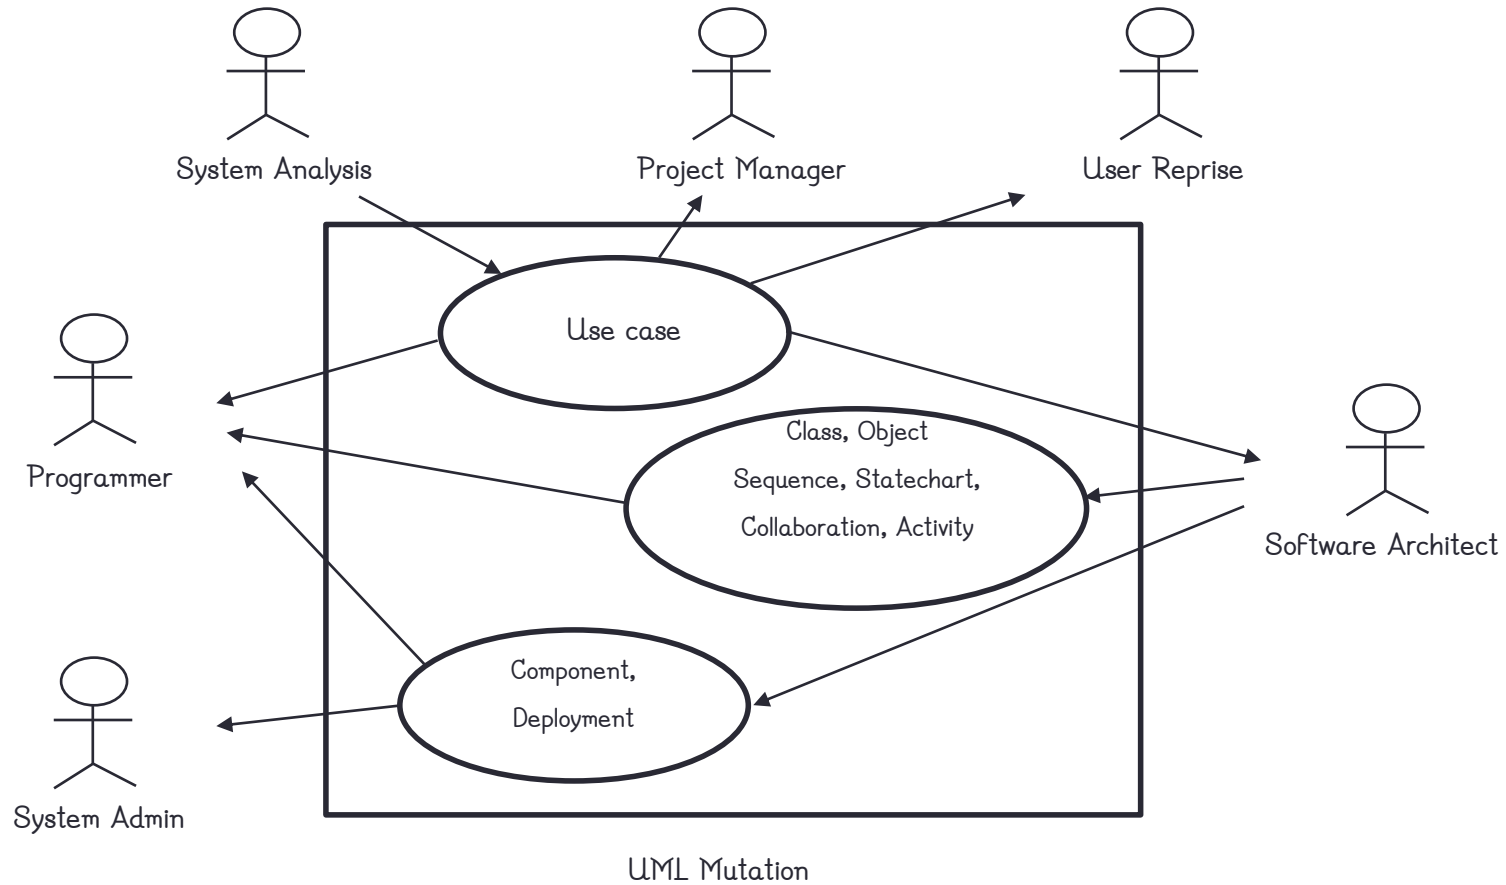 System Analysis
Project Manager
User Reprise
Use case
Class, Object
Sequence, Statechart,
Collaboration, Activity
Programmer
Software Architect
Component,
Deployment
System Admin
UML Mutation